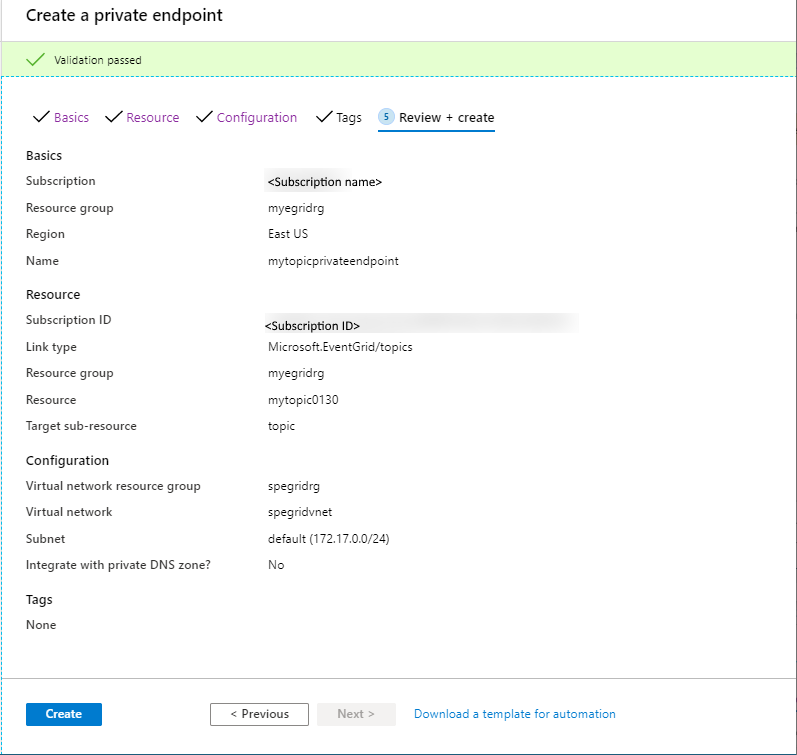 Create a private endpoint
Validation passed
Basics Resource Configuration Tags 5 Review + create
Basics
Subscription <Subscription name>
Resource group myegridrg
Region East US
Name mytopicprivateendpoint
Resource
Subscription ID <Subscription ID>
Link type Microsoft.EventGrid/topics
Resource group myegridrg
Resource mytopic0130
Target sub-resource topic
Configuration
Virtual network resource group spegridrg
Virtual network spegridvnet
Subnet default (172.17.0.0/24)
Integrate with private DNS zone? No
Tags
None
Create < Previous Next > Download a template for automation